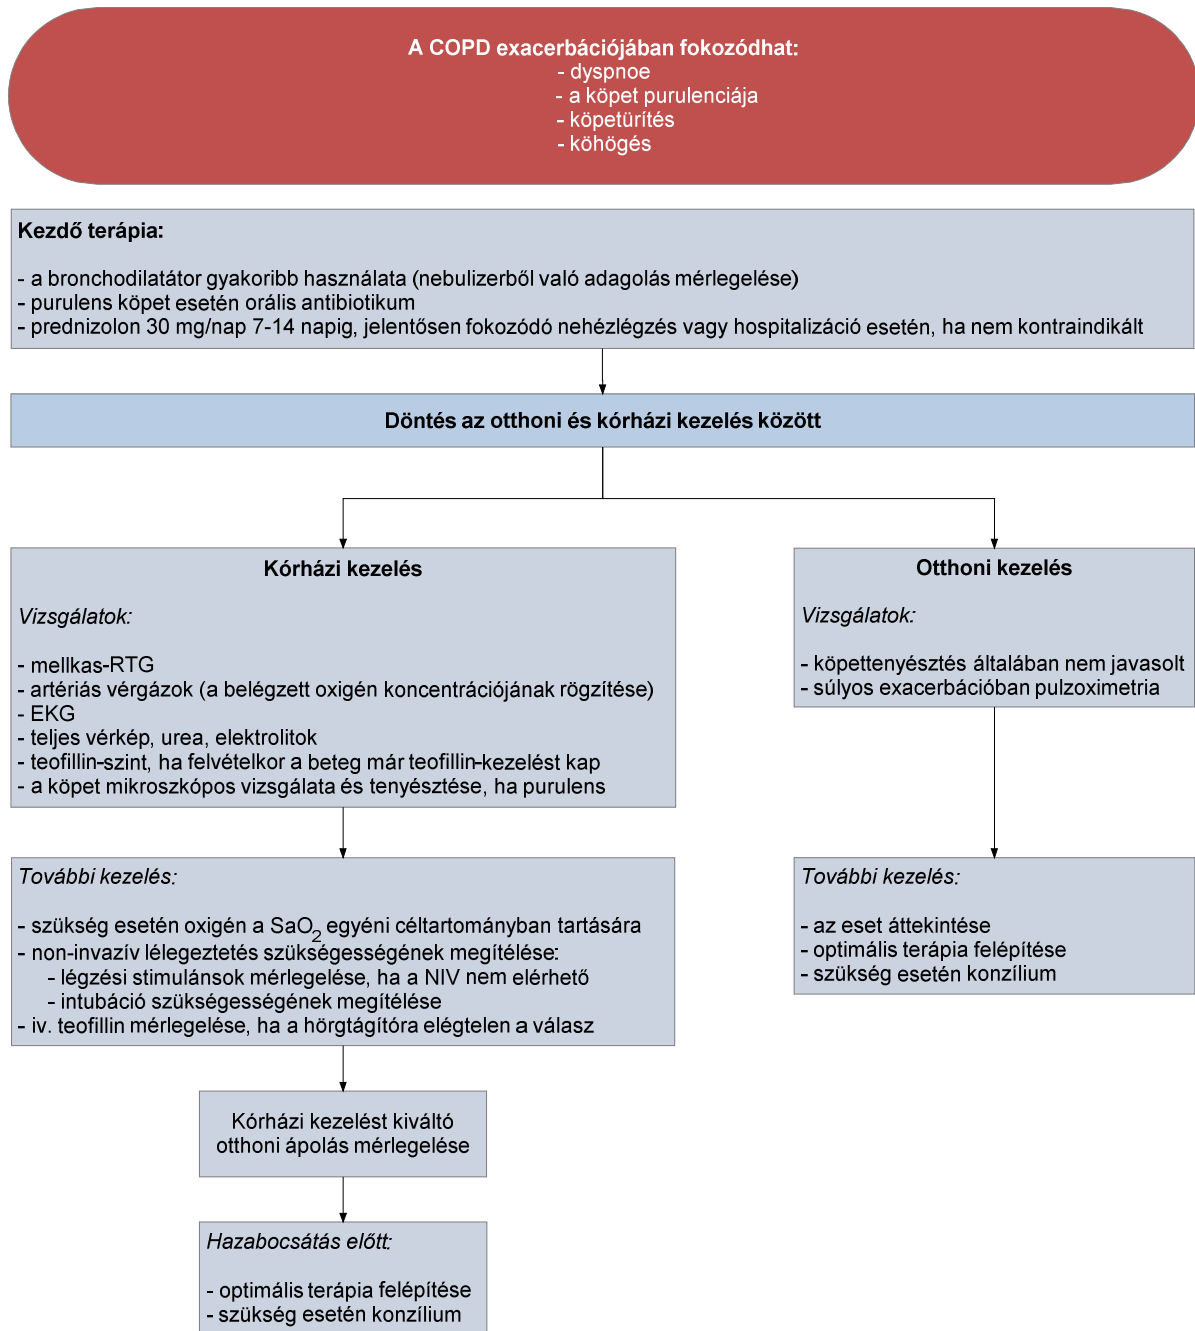 A COPD exacerbációjában fokozódhat:
- dyspnoe
- a köpet purulenciája
- köpetürítés
- köhögés
Kezdő terápia:
- a bronchodilatátor gyakoribb használata (nebulizerből való adagolás mérlegelése)
- purulens köpet esetén orális antibiotikum
- prednizolon 30 mg/nap 7-14 napig, jelentősen fokozódó nehézlégzés vagy hospitalizáció esetén, ha nem kontraindikált
Döntés az otthoni és kórházi kezelés között
Kórházi kezelés
Vizsgálatok:
- mellkas-RTG
- artériás vérgázok (a belégzett oxigén koncentrációjának rögzítése)
- EKG
- teljes vérkép, urea, elektrolitok
- teofillin-szint, ha felvételkor a beteg már teofillin-kezelést kap
- a köpet mikroszkópos vizsgálata és tenyésztése, ha purulens
További kezelés:
- szükség esetén oxigén a SaO₂ egyéni céltartományban tartására
- non-invazív lélegeztetés szükségességének megítélése:
- légzési stimulánsok mérlegelése, ha a NIV nem elérhető
- intubáció szükségességének megítélése
- iv. teofillin mérlegelése, ha a hörgtágítóra elégtelen a válasz
Kórházi kezelést kiváltó
otthoni ápolás mérlegelése
Hazabocsátás előtt:
- optimális terápia felépítése
- szükség esetén konzílium
Otthoni kezelés
Vizsgálatok:
- köpettenyésztés általában nem javasolt
- súlyos exacerbációban pulzoximetria
További kezelés:
- az eset áttekintése
- optimális terápia felépítése
- szükség esetén konzílium